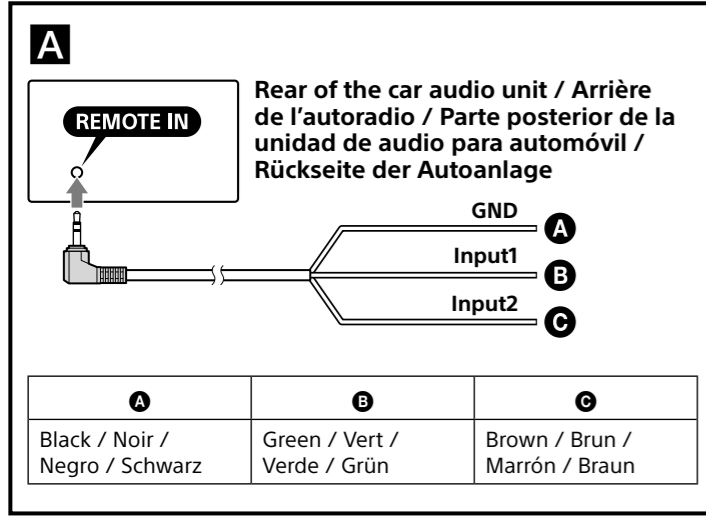 A
REMOTE IN
Rear of the car audio unit / Arrière
de l'autoradio / Parte posterior de la
unidad de audio para automóvil /
Rückseite der Autoanlage
GND
A
Input1
B
Input2
C
A
B
C
Black / Noir /
Negro / Schwarz
Green / Vert /
Verde / Grün
Brown / Brun /
Marrón / Braun